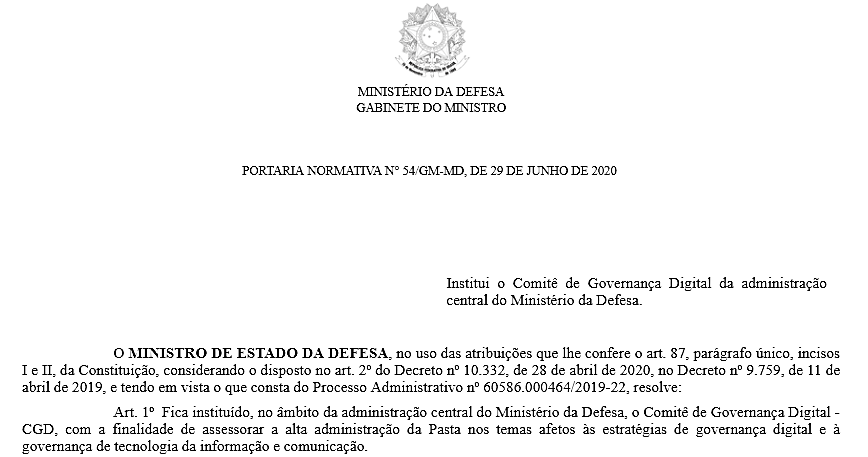 MINISTÉRIO DA DEFESA
GABINETE DO MINISTRO
PORTARIA NORMATIVA N° 54/GM-MD, DE 29 DE JUNHO DE 2020
Institui o Comitê de Governança Digital da administração
central do Ministério da Defesa.
O MINISTRO DE ESTADO DA DEFESA, no uso das atribuições que lhe confere o art. 87, parágrafo único, incisos
I e II, da Constituição, considerando o disposto no art. 2º do Decreto nº 10.332, de 28 de abril de 2020, no Decreto nº 9.759, de 11 de
abril de 2019, e tendo em vista o que consta do Processo Administrativo nº 60586.000464/2019-22, resolve:
Art. 1º Fica instituído, no âmbito da administração central do Ministério da Defesa, o Comitê de Governança Digital -
CGD, com a finalidade de assessorar a alta administração da Pasta nos temas afetos às estratégias de governança digital e à
governança de tecnologia da informação e comunicação.